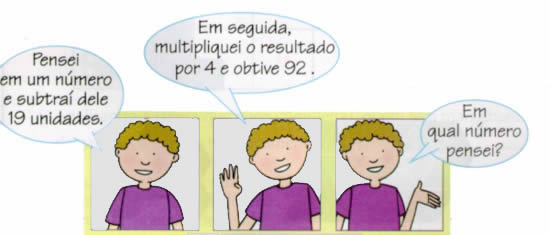 Pensei
em um número
e subtraí dele
19 unidades.
Em seguida,
multipliquei o resultado
por 4 e obtive 92.
Em
qual número
pensei?